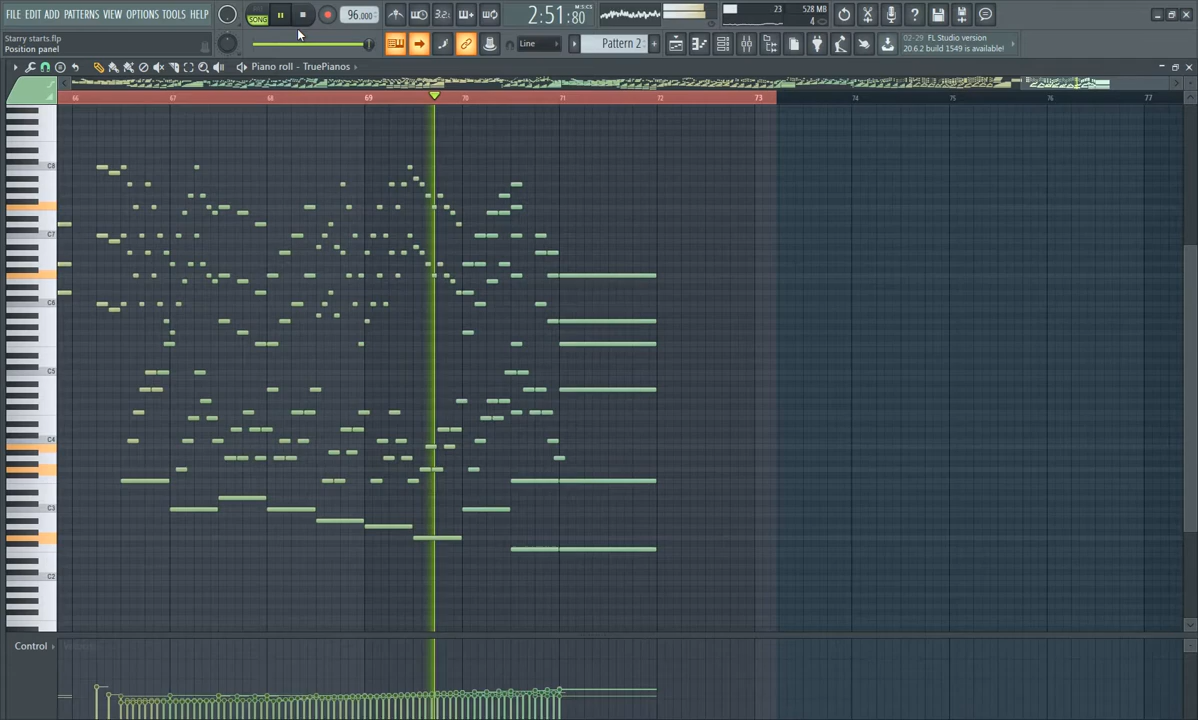 FILE EDIT ADD PATTERNS VIEW OPTIONS TOOLS HELP
SONG
96.000
3.2:
2:51:80
M:S:CS
23
528 MB
4
Starry starts.flp
Position panel
Line
Pattern 2
02-29 FL Studio version
20.6.2 build 1549 is available!
Piano roll - TruePianos
66 67 68 69 70 71 72 73 74 75 76 77
C8
C7
C6
C5
C4
C3
C2
Control